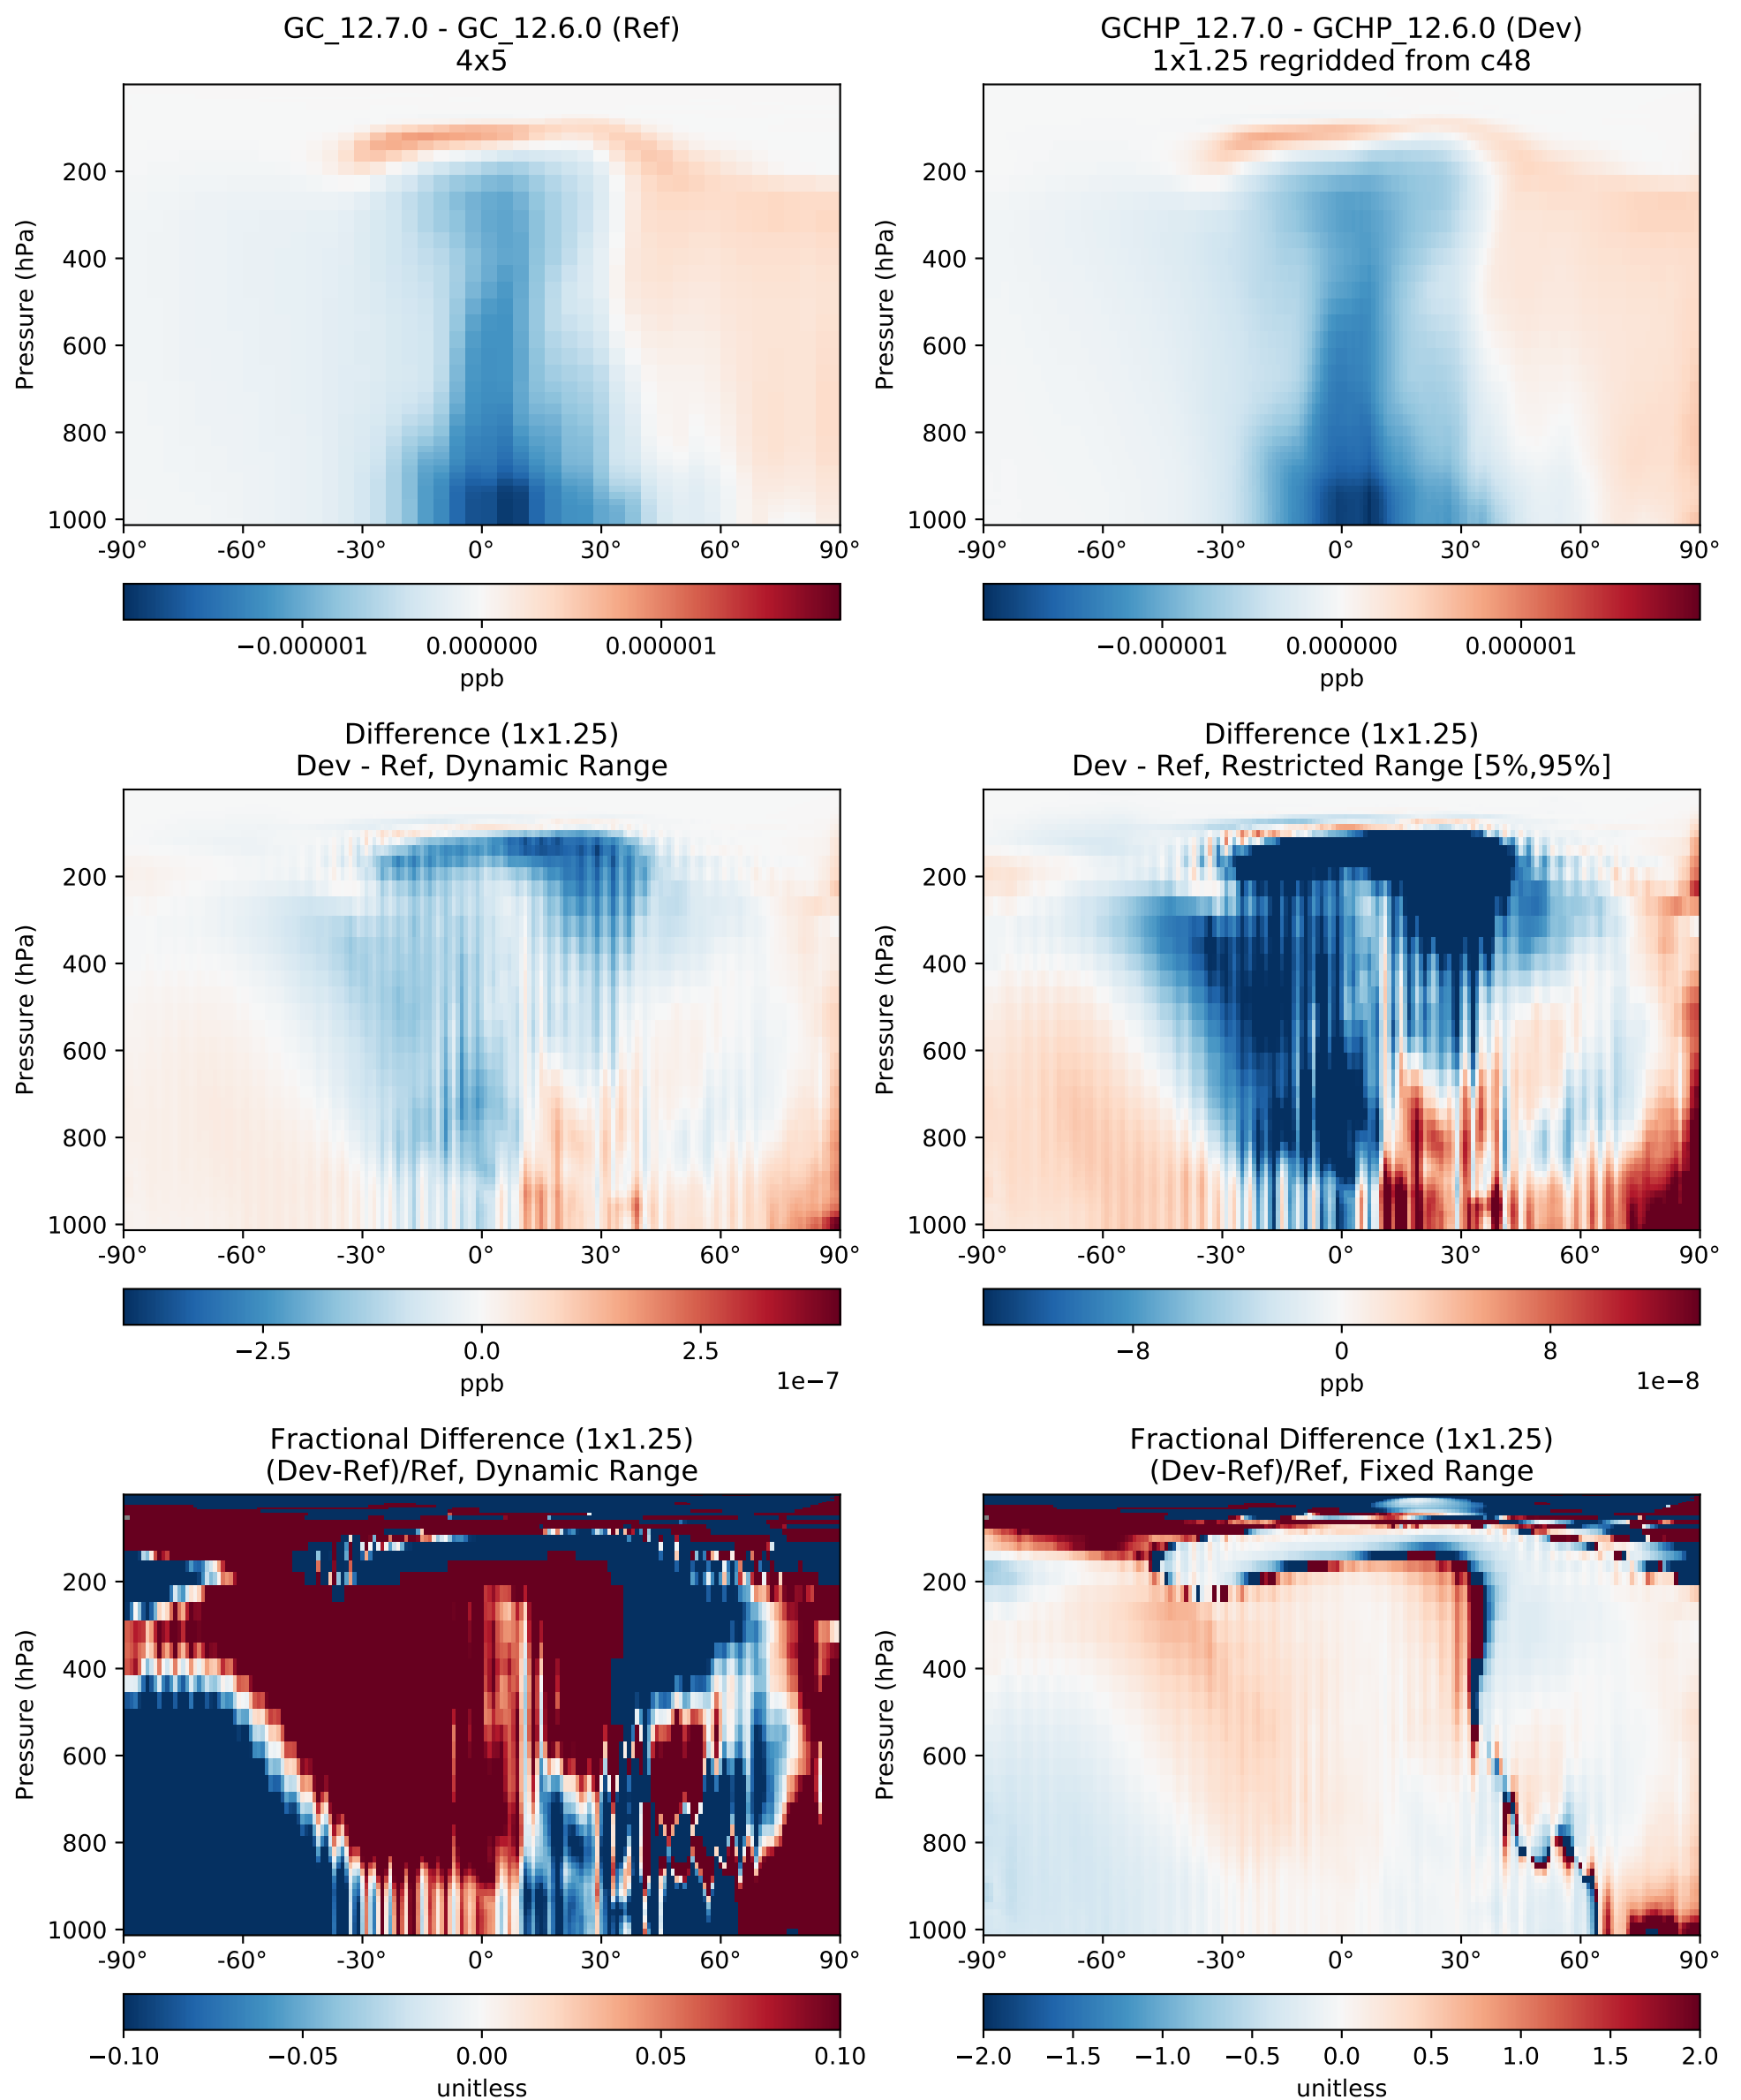 GC_12.7.0 - GC_12.6.0 (Ref)
4x5
Pressure (hPa)
200
400
600
800
1000
-90° -60° -30° 0° 30° 60° 90°
−0.000001 0.000000 0.000001
ppb
GCHP_12.7.0 - GCHP_12.6.0 (Dev)
1x1.25 regridded from c48
Pressure (hPa)
200
400
600
800
1000
-90° -60° -30° 0° 30° 60° 90°
−0.000001 0.000000 0.000001
ppb
Difference (1x1.25)
Dev - Ref, Dynamic Range
Pressure (hPa)
200
400
600
800
1000
-90° -60° -30° 0° 30° 60° 90°
−2.5 0.0 2.5
ppb 1e−7
Difference (1x1.25)
Dev - Ref, Restricted Range [5%,95%]
Pressure (hPa)
200
400
600
800
1000
-90° -60° -30° 0° 30° 60° 90°
−8 0 8
ppb 1e−8
Fractional Difference (1x1.25)
(Dev-Ref)/Ref, Dynamic Range
Pressure (hPa)
200
400
600
800
1000
-90° -60° -30° 0° 30° 60° 90°
−0.10 −0.05 0.00 0.05 0.10
unitless
Fractional Difference (1x1.25)
(Dev-Ref)/Ref, Fixed Range
Pressure (hPa)
200
400
600
800
1000
-90° -60° -30° 0° 30° 60° 90°
−2.0 −1.5 −1.0 −0.5 0.0 0.5 1.0 1.5 2.0
unitless